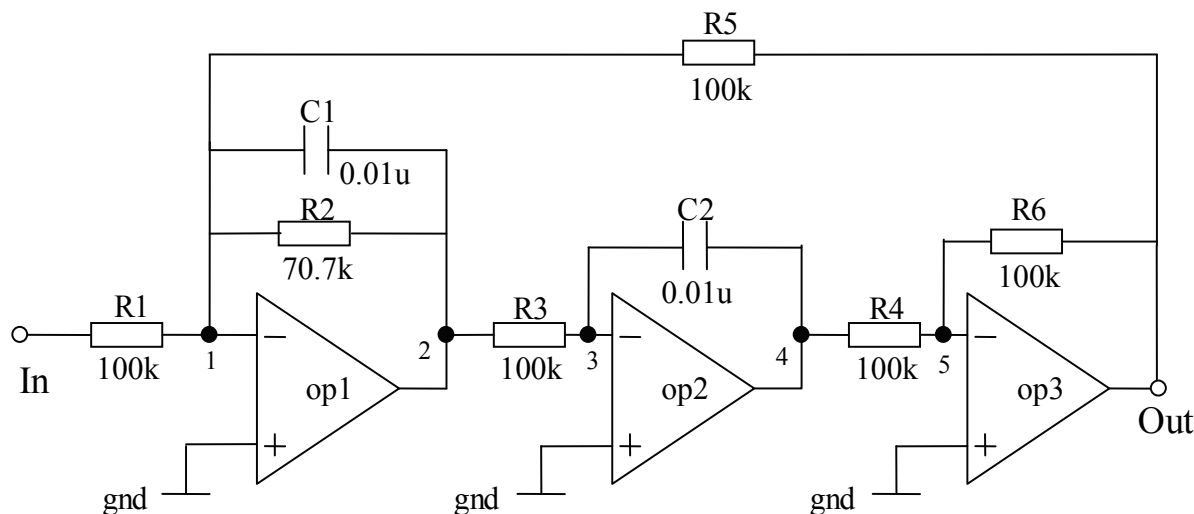 R5
100k
C1
0.01u
R2
70.7k
C2
0.01u
R6
100k
In
R1
100k
1
2
R3
100k
3
4
R4
100k
5
−
+
op1
gnd
−
+
op2
gnd
−
+
op3
gnd
Out